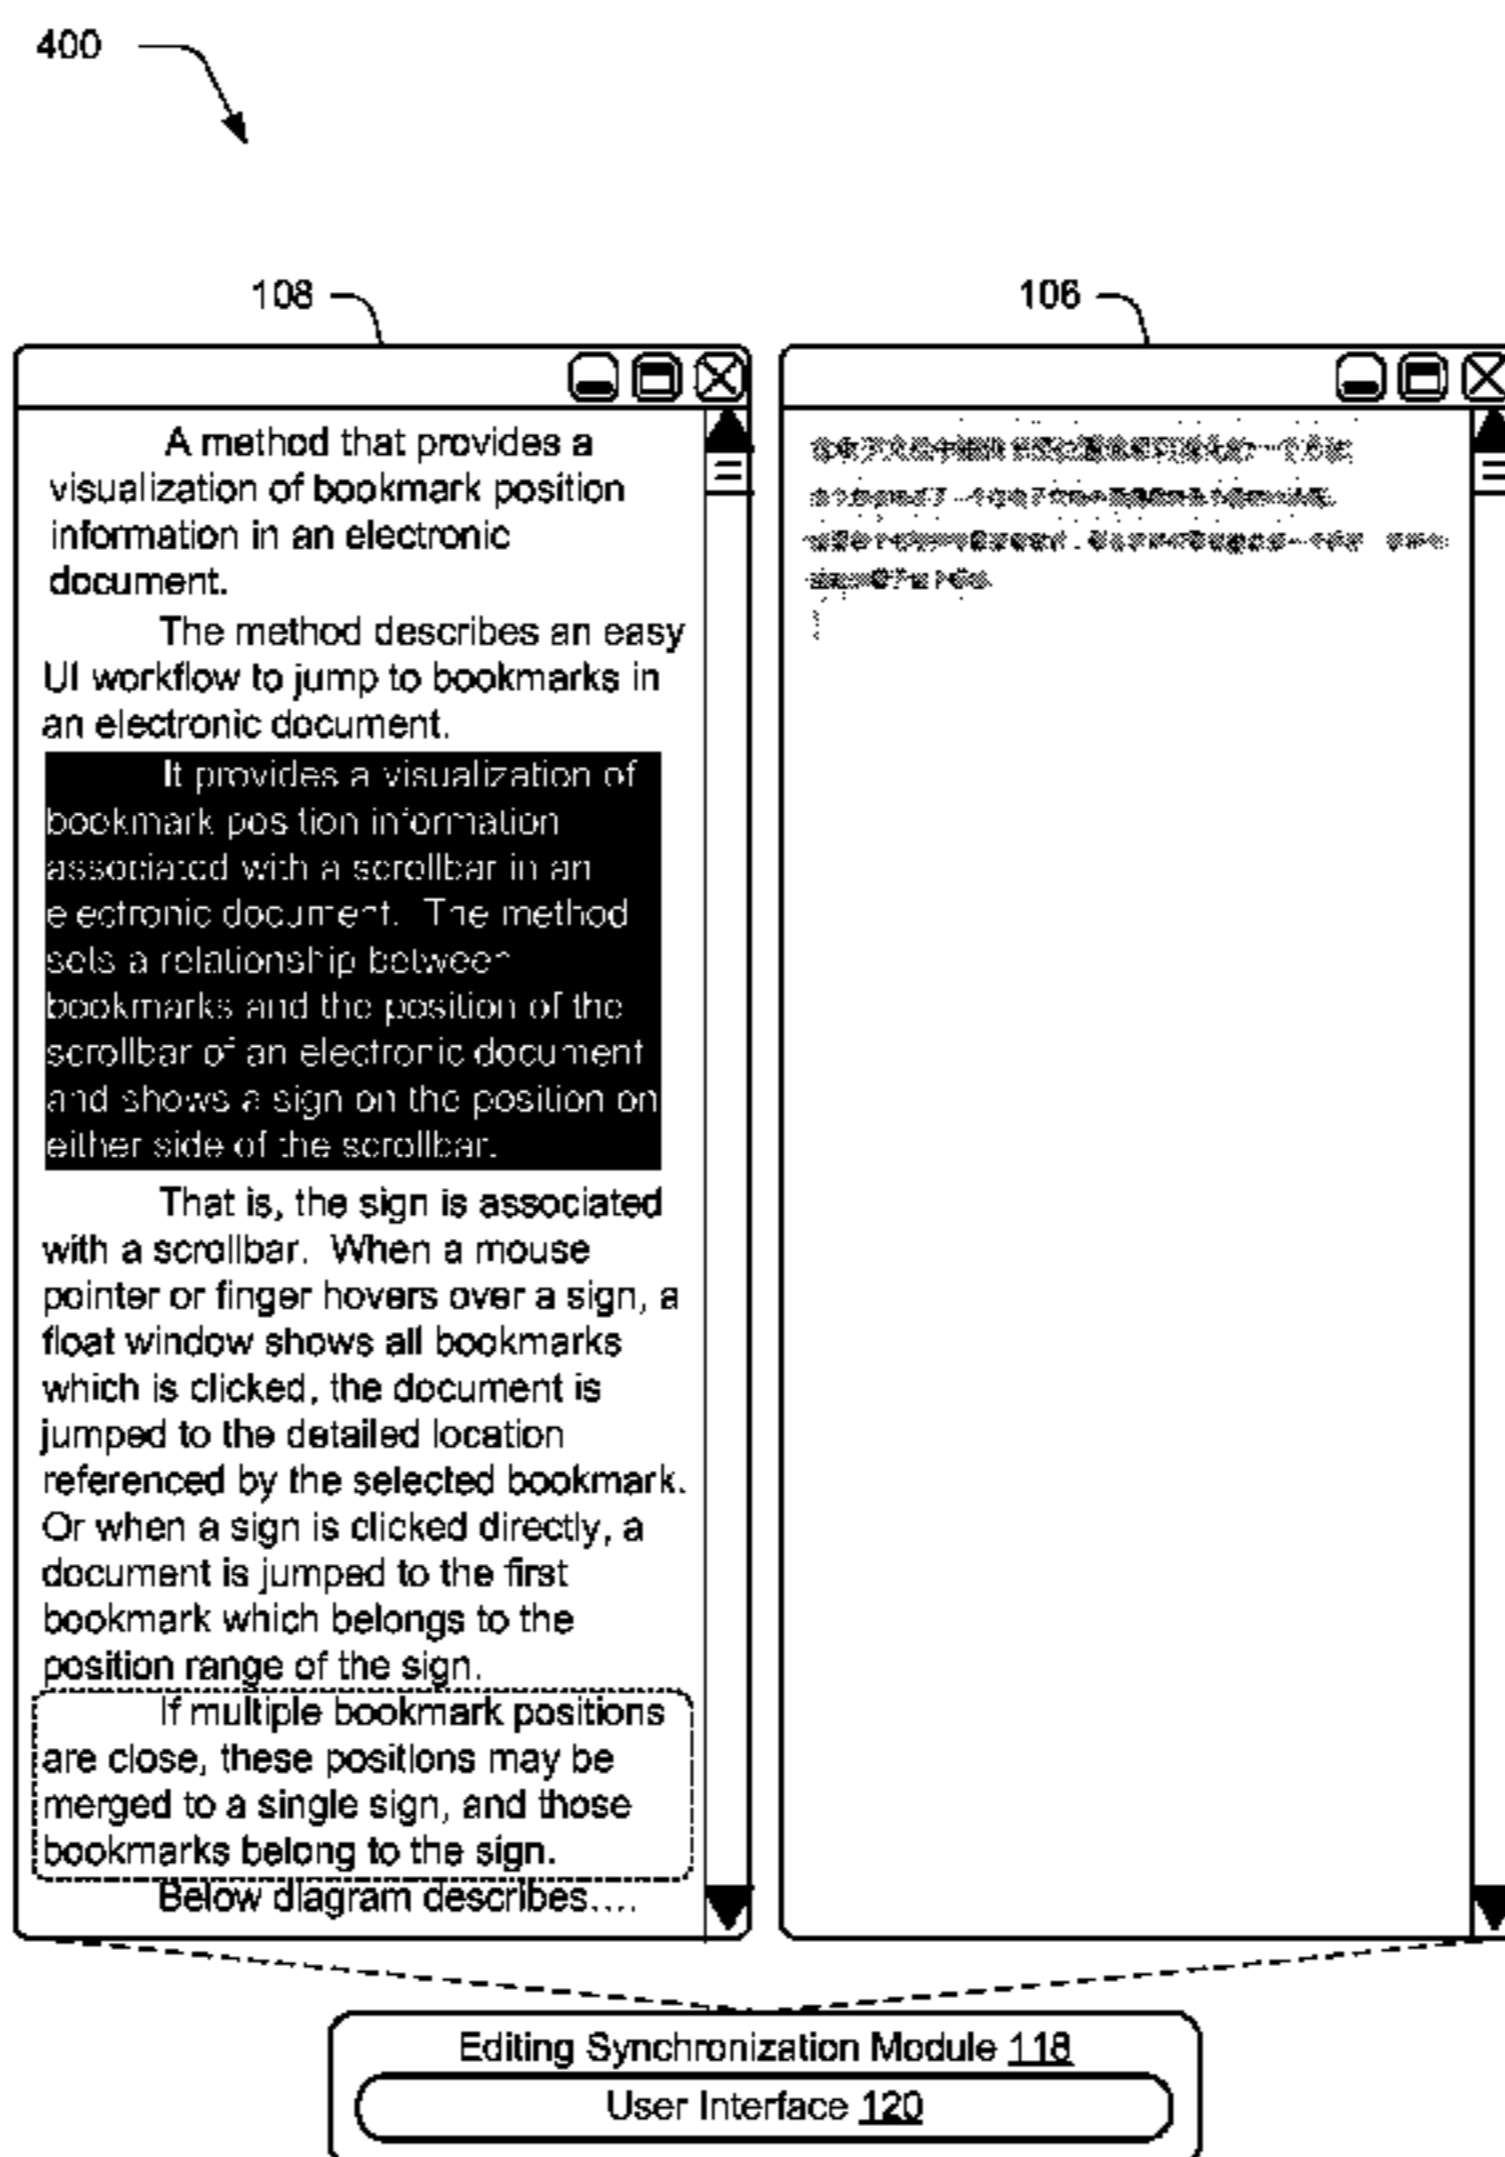 400
108
106
A method that provides a
visualization of bookmark position
information in an electronic
document.
The method describes an easy
UI workflow to jump to bookmarks in
an electronic document.
It provides a visualization of
bookmark position information
associated with a scrollbar in an
electronic document. The method
sets a relationship between
bookmarks and the position of the
scrollbar of an electronic document
and shows a sign on the position on
either side of the scrollbar.
That is, the sign is associated
with a scrollbar. When a mouse
pointer or finger hovers over a sign, a
float window shows all bookmarks
which is clicked, the document is
jumped to the detailed location
referenced by the selected bookmark.
Or when a sign is clicked directly, a
document is jumped to the first
bookmark which belongs to the
position range of the sign.
If multiple bookmark positions
are close, these positions may be
merged to a single sign, and those
bookmarks belong to the sign.
Below diagram describes....
Editing Synchronization Module 118
User Interface 120